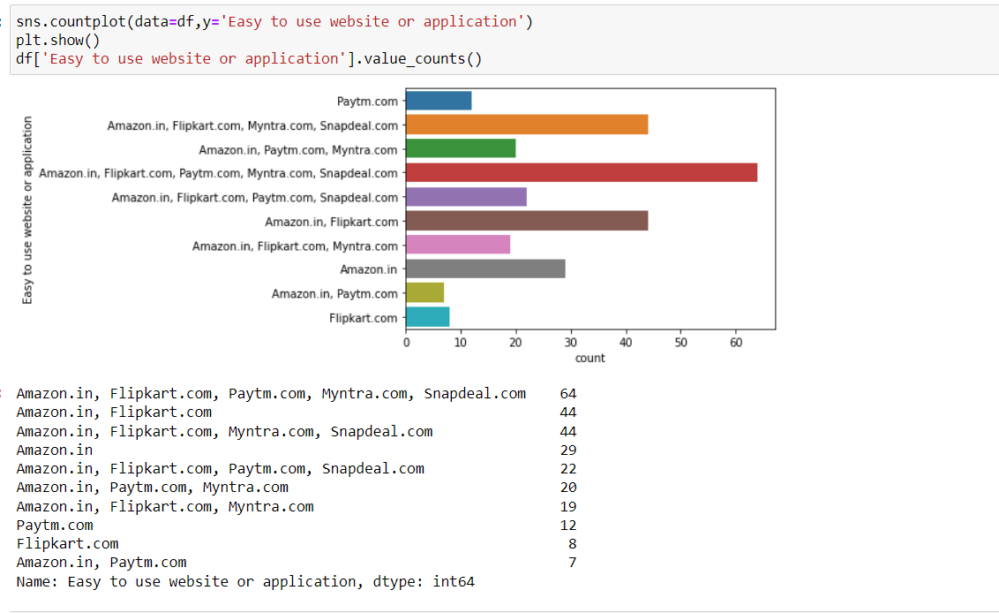 sns.countplot(data=df,y='Easy to use website or application')
plt.show()
df['Easy to use website or application'].value_counts()
Easy to use website or application
Paytm.com
Amazon.in, Flipkart.com, Myntra.com, Snapdeal.com
Amazon.in, Paytm.com, Myntra.com
Amazon.in, Flipkart.com, Paytm.com, Myntra.com, Snapdeal.com
Amazon.in, Flipkart.com, Paytm.com, Snapdeal.com
Amazon.in, Flipkart.com
Amazon.in, Flipkart.com, Myntra.com
Amazon.in
Amazon.in, Paytm.com
Flipkart.com
0 10 20 30 40 50 60
count
Amazon.in, Flipkart.com, Paytm.com, Myntra.com, Snapdeal.com 64
Amazon.in, Flipkart.com 44
Amazon.in, Flipkart.com, Myntra.com, Snapdeal.com 44
Amazon.in 29
Amazon.in, Flipkart.com, Paytm.com, Snapdeal.com 22
Amazon.in, Paytm.com, Myntra.com 20
Amazon.in, Flipkart.com, Myntra.com 19
Paytm.com 12
Flipkart.com 8
Amazon.in, Paytm.com 7
Name: Easy to use website or application, dtype: int64